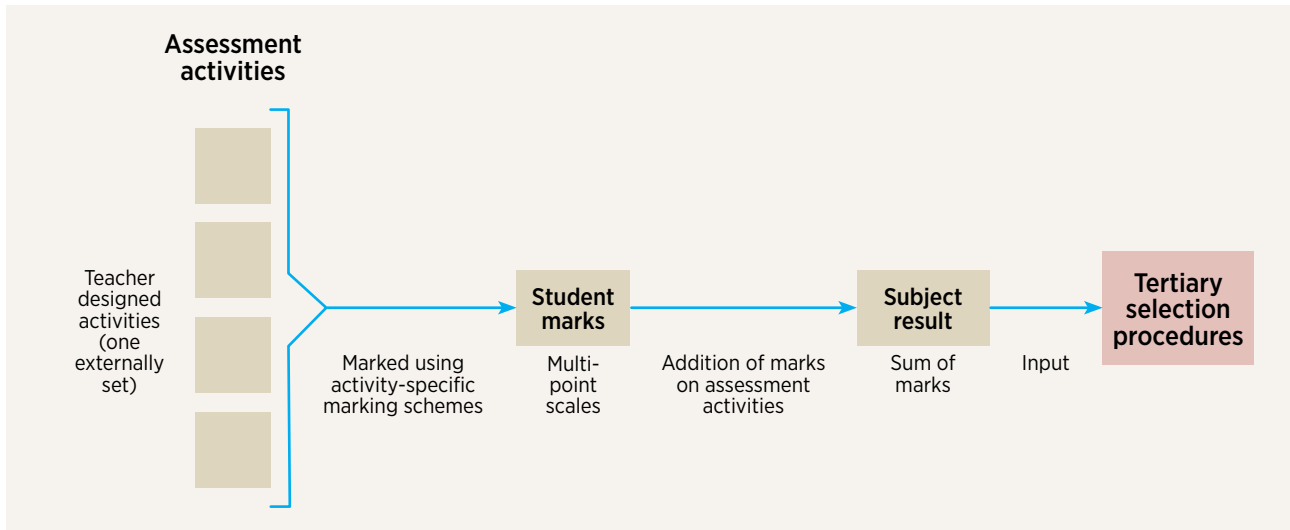 Assessment
activities
Teacher
designed
activities
(one
externally
set)
Marked using
activity-specific
marking schemes
Student
marks
Multi-
point
scales
Addition of marks
on assessment
activities
Subject
result
Sum of
marks
Input
Tertiary
selection
procedures